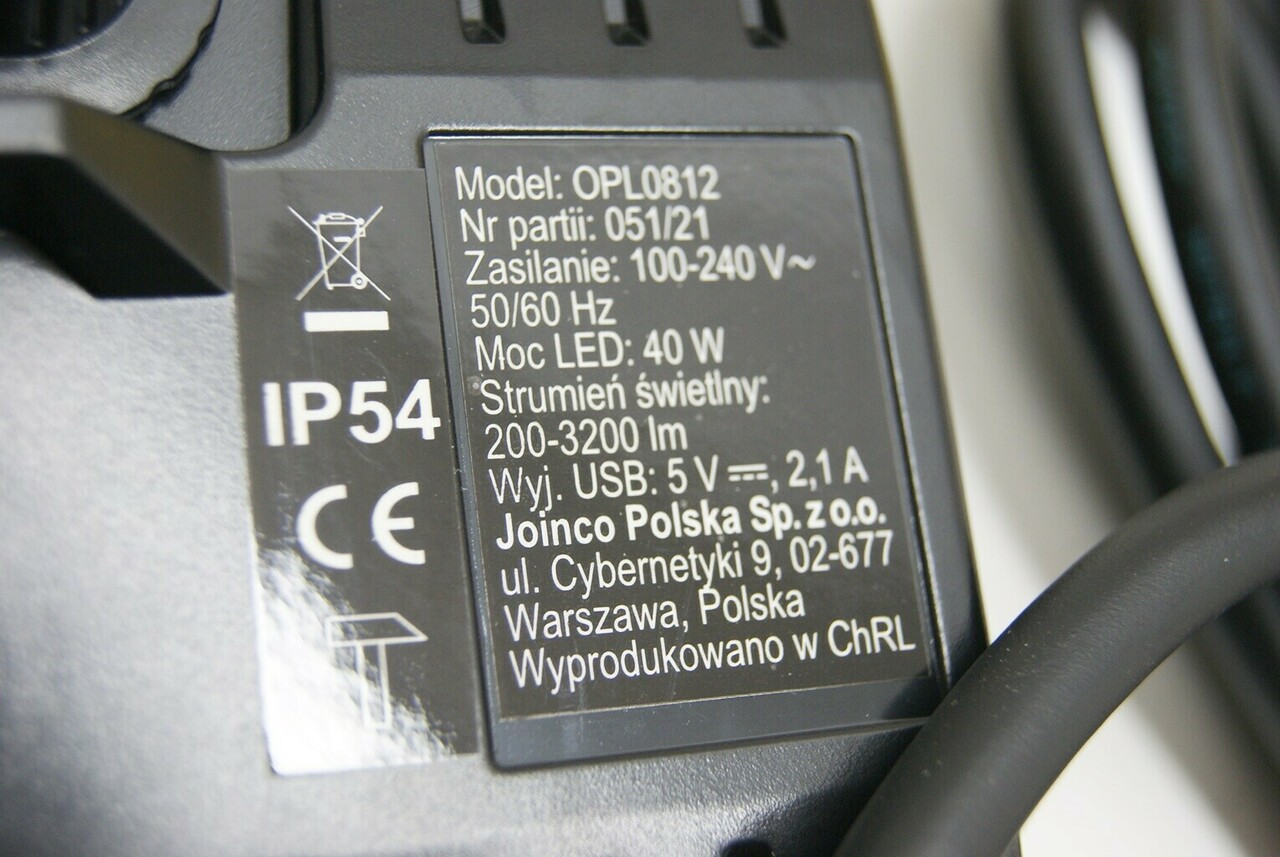 IP54
CE
Model: OPL0812
Nr partii: 051/21
Zasilanie: 100-240 V~
50/60 Hz
Moc LED: 40 W
Strumień świetlny:
200-3200 lm
Wyj. USB: 5 V ⎓, 2,1 A
Joinco Polska Sp. z o.o.
ul. Cybernetyki 9, 02-677
Warszawa, Polska
Wyprodukowano w ChRL